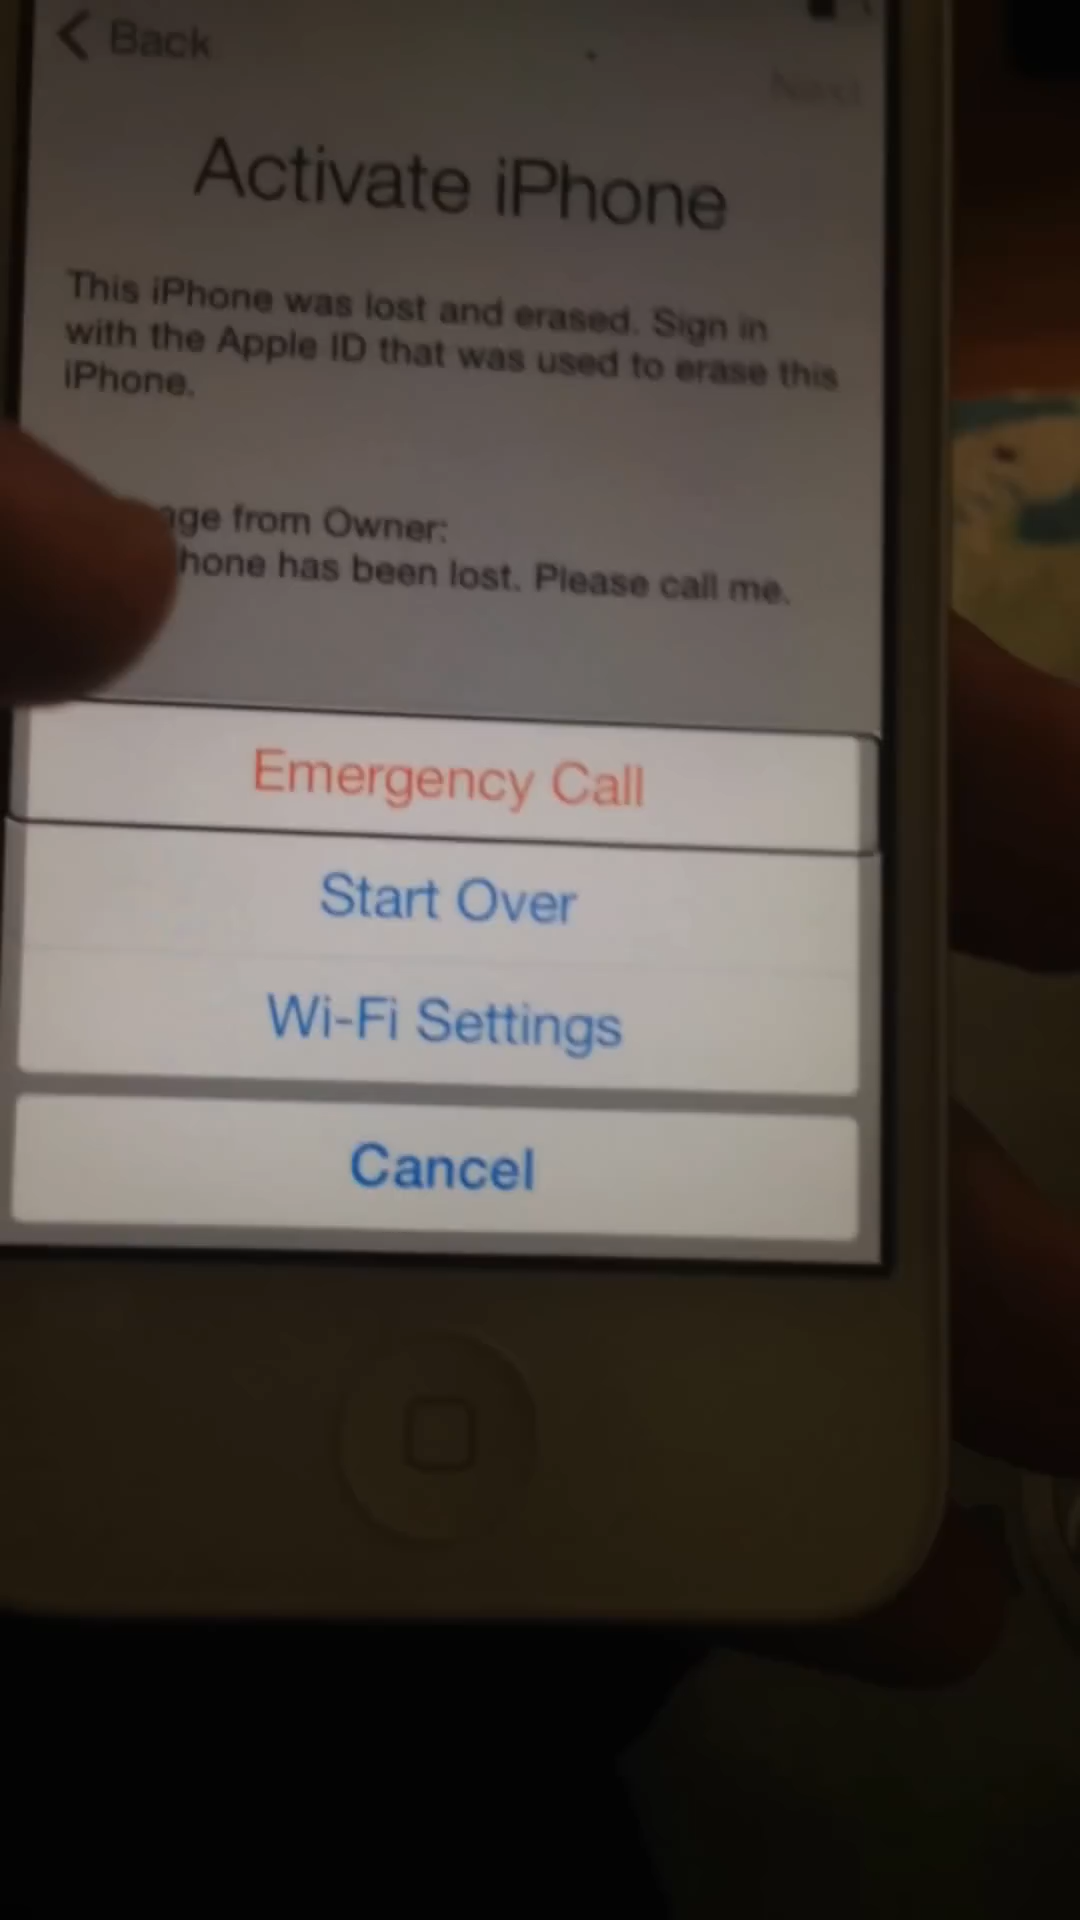 Back
Next
Activate iPhone
This iPhone was lost and erased. Sign in
with the Apple ID that was used to erase this
iPhone.
from Owner:
has been lost. Please call me.
Emergency Call
Start Over
Wi-Fi Settings
Cancel